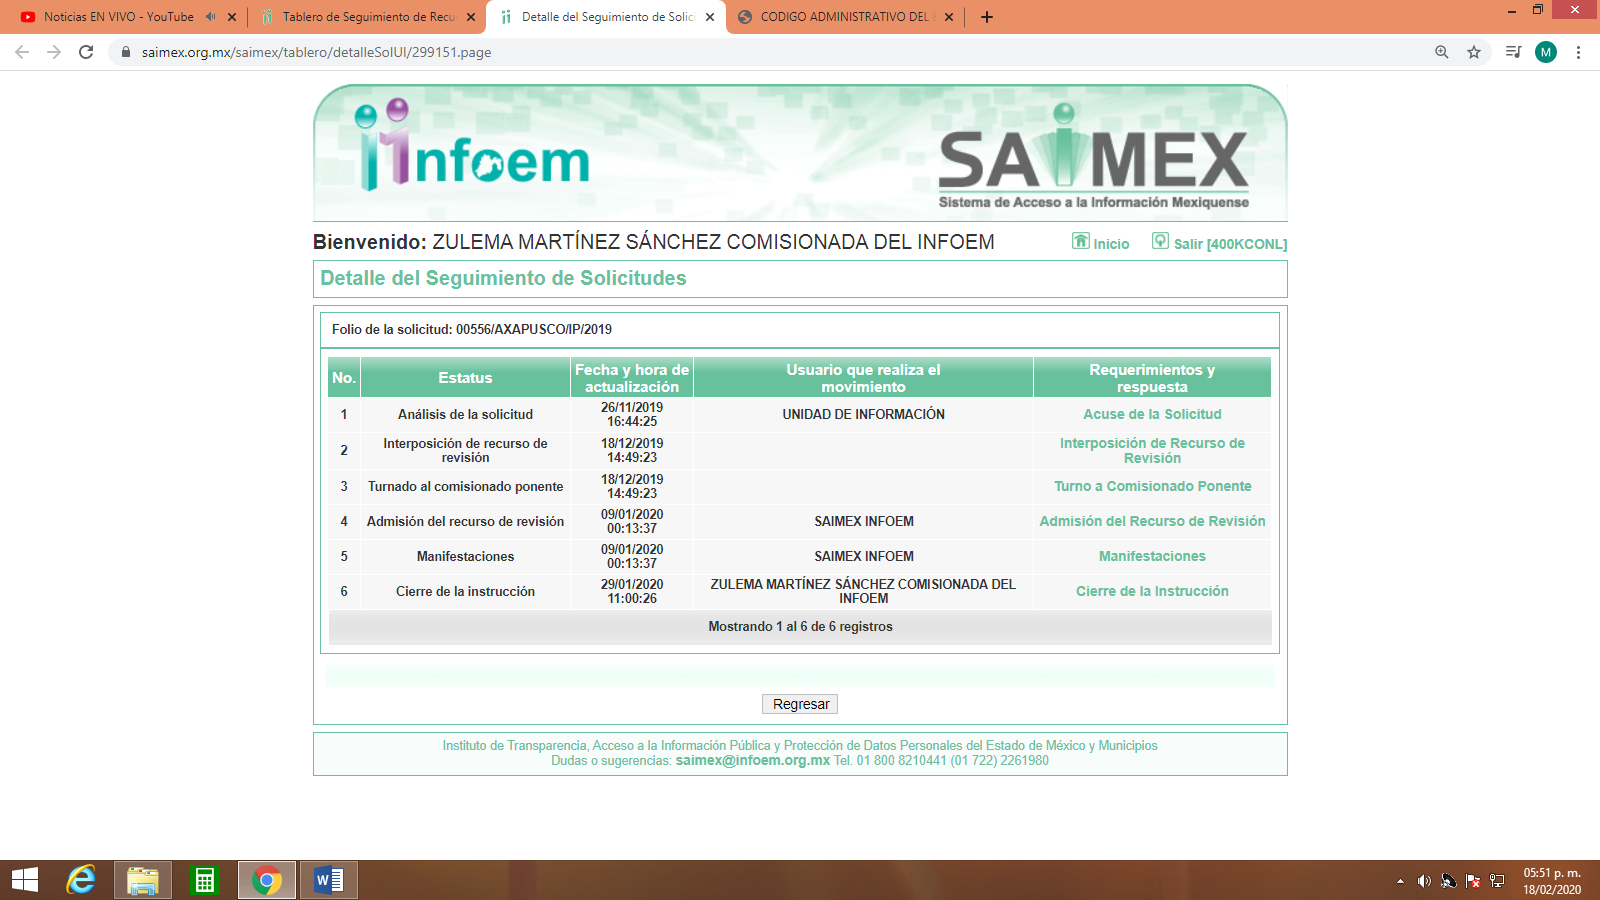 Noticias EN VIVO - YouTube
Tablero de Seguimiento de Recu
Detalle del Seguimiento de Solici
CODIGO ADMINISTRATIVO DEL
saimex.org.mx/saimex/tablero/detalleSolUI/299151.page
M
infoem
SAIMEX
Sistema de Acceso a la Información Mexiquense
Bienvenido: ZULEMA MARTÍNEZ SÁNCHEZ COMISIONADA DEL INFOEM
Inicio
Salir [400KCONL]
Detalle del Seguimiento de Solicitudes
Folio de la solicitud: 00556/AXAPUSCO/IP/2019
No.
Estatus
Fecha y hora de
actualización
Usuario que realiza el
movimiento
Requerimientos y
respuesta
1
Análisis de la solicitud
26/11/2019
16:44:25
UNIDAD DE INFORMACIÓN
Acuse de la Solicitud
2
Interposición de recurso de
revisión
18/12/2019
14:49:23
Interposición de Recurso de
Revisión
3
Turnado al comisionado ponente
18/12/2019
14:49:23
Turno a Comisionado Ponente
4
Admisión del recurso de revisión
09/01/2020
00:13:37
SAIMEX INFOEM
Admisión del Recurso de Revisión
5
Manifestaciones
09/01/2020
00:13:37
SAIMEX INFOEM
Manifestaciones
6
Cierre de la instrucción
29/01/2020
11:00:26
ZULEMA MARTÍNEZ SÁNCHEZ COMISIONADA DEL
INFOEM
Cierre de la Instrucción
Mostrando 1 al 6 de 6 registros
Regresar
Instituto de Transparencia, Acceso a la Información Pública y Protección de Datos Personales del Estado de México y Municipios
Dudas o sugerencias: saimex@infoem.org.mx Tel. 01 800 8210441 (01 722) 2261980
05:51 p. m.
18/02/2020